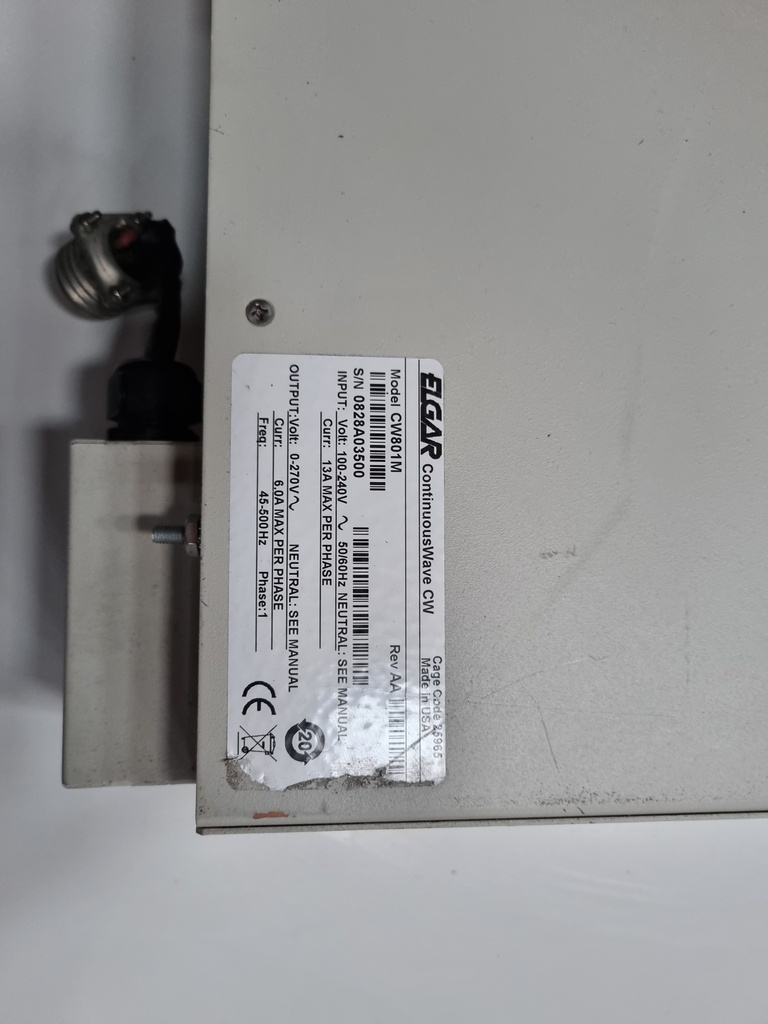 ELGAR ContinuousWave CW
Cage Code 25965
Made in USA
Model CW801M Rev AA
S/N 0828A03500
INPUT: Volt: 100-240V ∿ 50/60Hz NEUTRAL: SEE MANUAL
Curr: 13A MAX PER PHASE
OUTPUT: Volt: 0-270V ∿ NEUTRAL: SEE MANUAL
Curr: 6.0A MAX PER PHASE
Freq: 45-500Hz Phase:1
CE
20